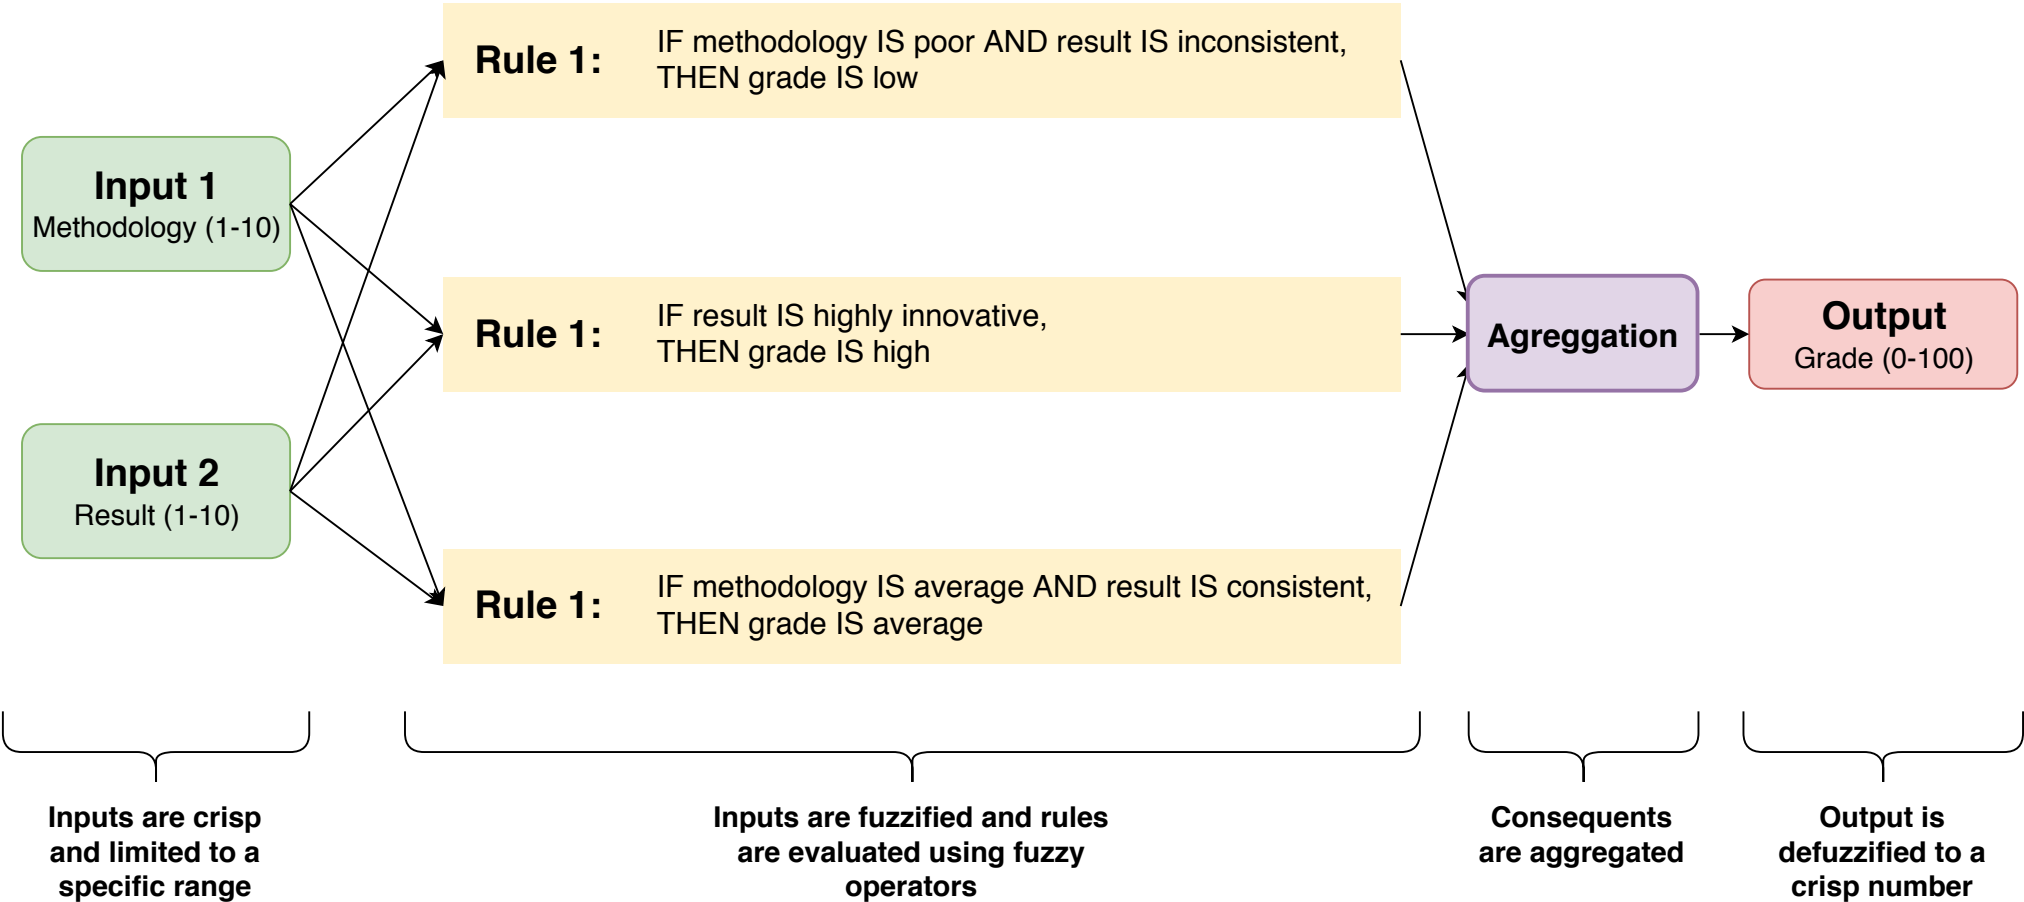 Rule 1:
IF methodology IS poor AND result IS inconsistent,
THEN grade IS low
Input 1
Methodology (1-10)
Rule 1:
IF result IS highly innovative,
THEN grade IS high
Agreggation
Output
Grade (0-100)
Input 2
Result (1-10)
Rule 1:
IF methodology IS average AND result IS consistent,
THEN grade IS average
Inputs are crisp
and limited to a
specific range
Inputs are fuzzified and rules
are evaluated using fuzzy
operators
Consequents
are aggregated
Output is
defuzzified to a
crisp number